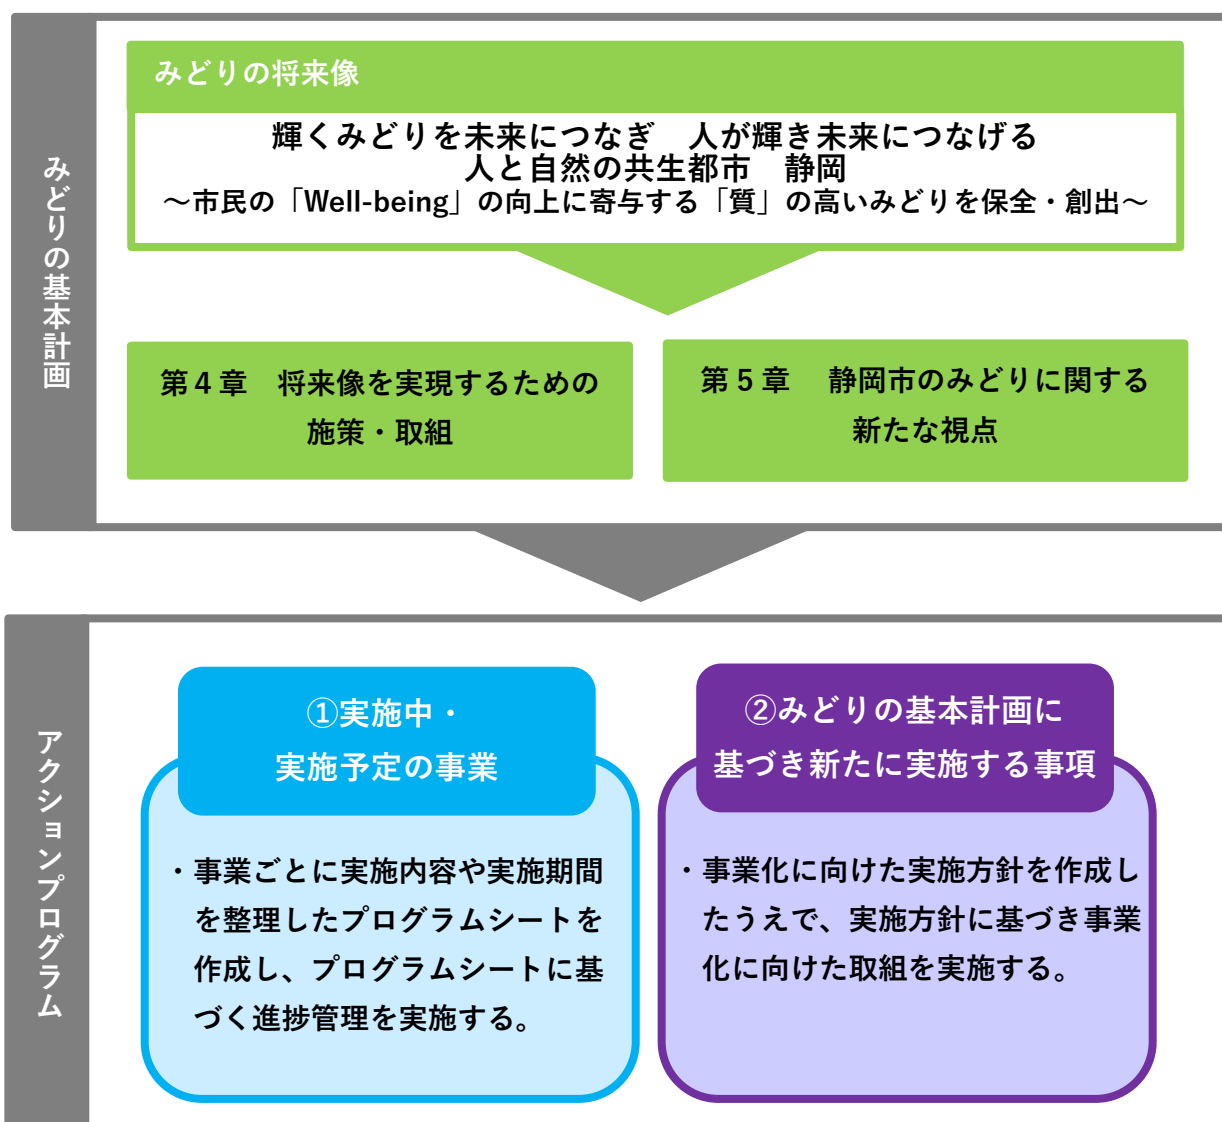 みどりの基本計画
みどりの将来像
輝くみどりを未来につなぎ　人が輝き未来につなげる
人と自然の共生都市　静岡
～市民の「Well-being」の向上に寄与する「質」の高いみどりを保全・創出～
第４章　将来像を実現するための
施策・取組
第５章　静岡市のみどりに関する
新たな視点
アクションプログラム
①実施中・
実施予定の事業
・事業ごとに実施内容や実施期間
を整理したプログラムシートを
作成し、プログラムシートに基
づく進捗管理を実施する。
②みどりの基本計画に
基づき新たに実施する事項
・事業化に向けた実施方針を作成し
たうえで、実施方針に基づき事業
化に向けた取組を実施する。